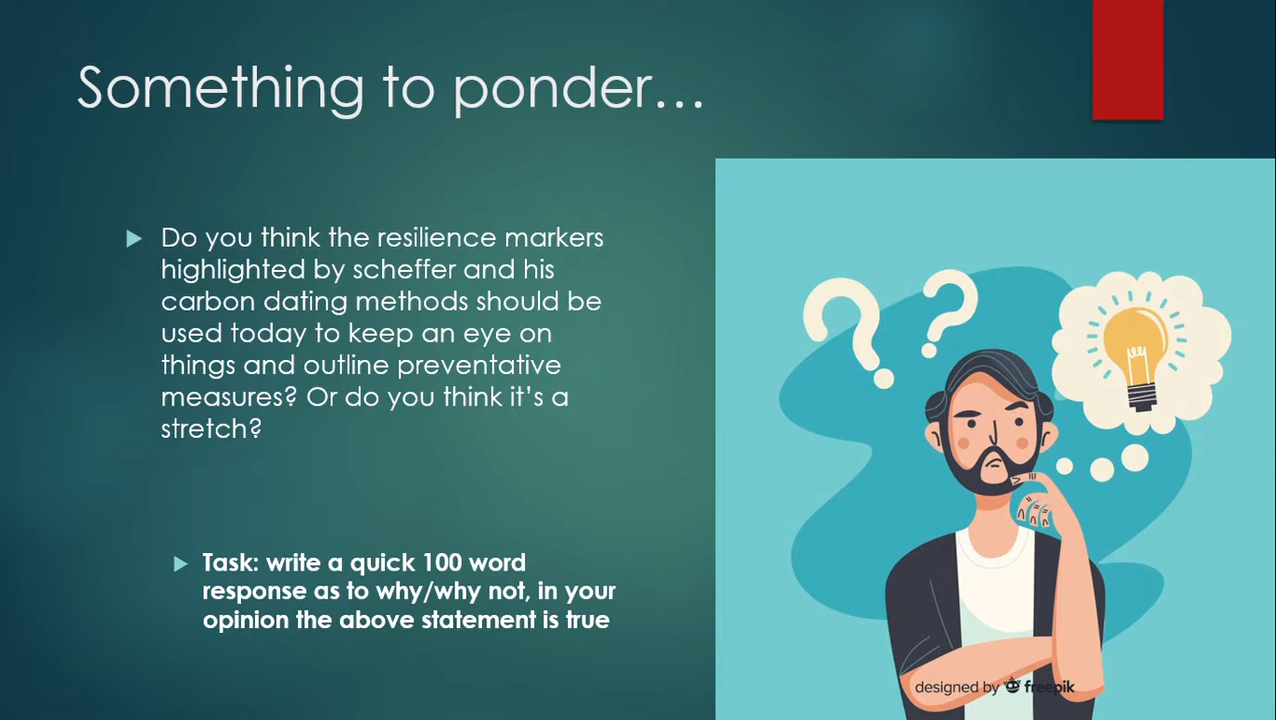 Something to ponder...
Do you think the resilience markers
highlighted by scheffer and his
carbon dating methods should be
used today to keep an eye on
things and outline preventative
measures? Or do you think it's a
stretch?
Task: write a quick 100 word
response as to why/why not, in your
opinion the above statement is true
designed by freepik